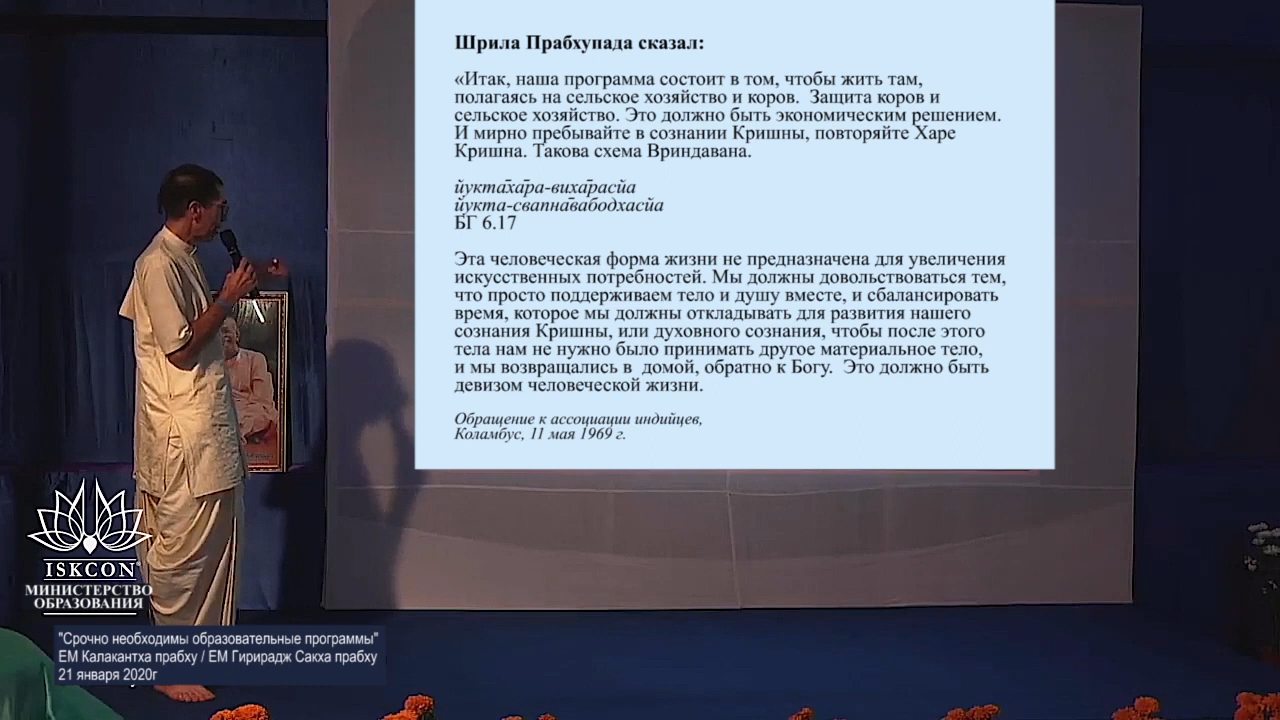 Шрила Прабхупада сказал:
«Итак, наша программа состоит в том, чтобы жить там,
полагаясь на сельское хозяйство и коров.  Защита коров и
сельское хозяйство. Это должно быть экономическим решением.
И мирно пребывайте в сознании Кришны, повторяйте Харе
Кришна. Такова схема Вриндавана.
йукта̄ха̄ра-виха̄расйа
йукта-свапна̄вабодхасйа
БГ 6.17
Эта человеческая форма жизни не предназначена для увеличения
искусственных потребностей. Мы должны довольствоваться тем,
что просто поддерживаем тело и душу вместе, и сбалансировать
время, которое мы должны откладывать для развития нашего
сознания Кришны, или духовного сознания, чтобы после этого
тела нам не нужно было принимать другое материальное тело,
и мы возвращались в  домой, обратно к Богу.  Это должно быть
девизом человеческой жизни.
Обращение к ассоциации индийцев,
Коламбус, 11 мая 1969 г.
ISKCON
МИНИСТЕРСТВО
ОБРАЗОВАНИЯ
"Срочно необходимы образовательные программы"
ЕМ Калакантха прабху / ЕМ Гирирадж Сакха прабху
21 января 2020г